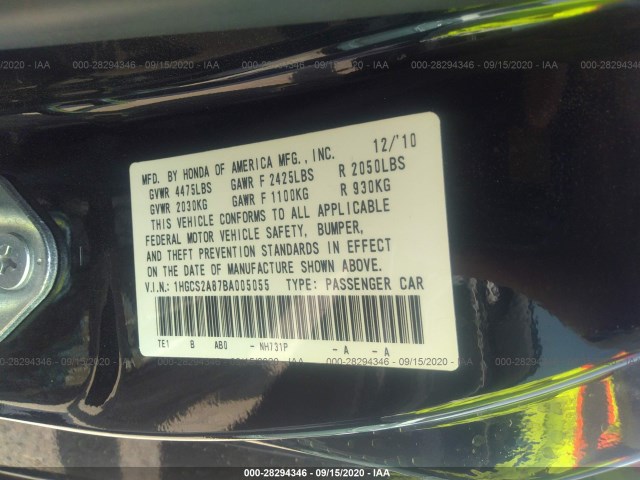 000-28294346 - 09/15/2020 - IAA
MFD. BY HONDA OF AMERICA MFG., INC. 12/'10
GVWR 4475LBS GAWR F 2425LBS R 2050LBS
GVWR 2030KG GAWR F 1100KG R 930KG
THIS VEHICLE CONFORMS TO ALL APPLICABLE
FEDERAL MOTOR VEHICLE SAFETY, BUMPER,
AND THEFT PREVENTION STANDARDS IN EFFECT
ON THE DATE OF MANUFACTURE SHOWN ABOVE.
V.I.N.: 1HGCS2A87BA005055 TYPE: PASSENGER CAR
TE1 B AB0 - NH731P - A - A
000-28294346 - 09/15/2020 - IAA